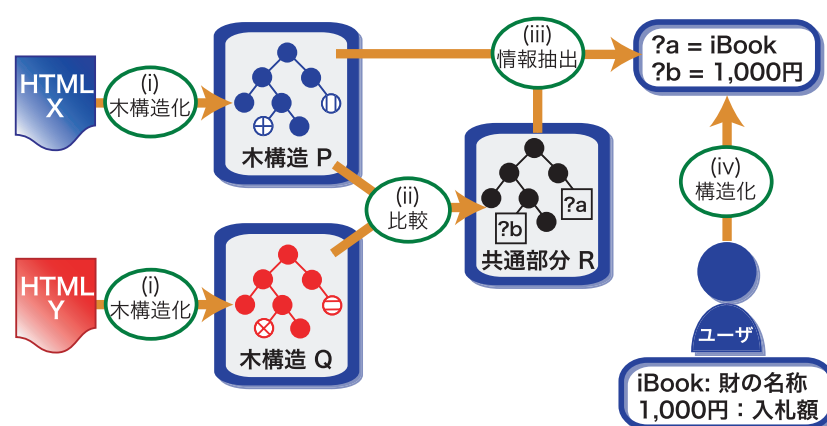 HTML
X
(i)
木構造化
木構造 P
(iii)
情報抽出
?a = iBook
?b = 1,000円
(ii)
比較
?a
?b
共通部分 R
(iv)
構造化
HTML
Y
(i)
木構造化
木構造 Q
ユーザ
iBook: 財の名称
1,000円：入札額